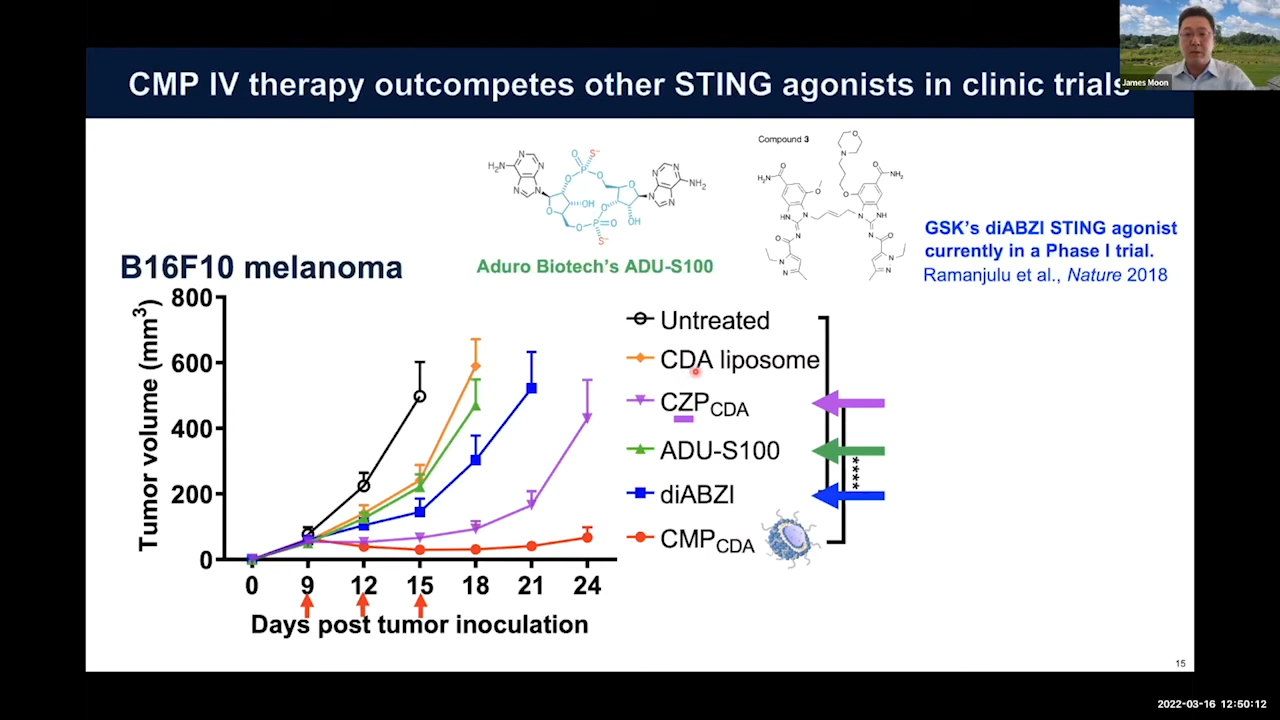 CMP IV therapy outcompetes other STING agonists in clinic trials
James Moon
Compound 3
Aduro Biotech's ADU-S100
GSK's diABZI STING agonist
currently in a Phase I trial.
Ramanjulu et al., Nature 2018
B16F10 melanoma
Tumor volume (mm3)
800
600
400
200
0
0 9 12 15 18 21 24
Days post tumor inoculation
Untreated
CDA liposome
CZPCDA
ADU-S100
diABZI
CMPCDA
****
15
2022-03-16 12:50:12